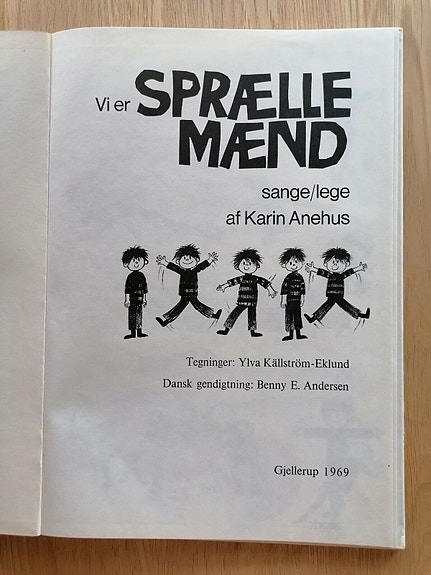 Vi er SPRÆLLE
MÆND
sange/lege
af Karin Anehus
Tegninger: Ylva Källström-Eklund
Dansk gendigtning: Benny E. Andersen
Gjellerup 1969